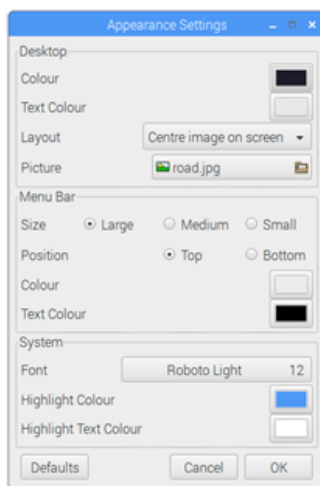 Appearance Settings
Desktop
Colour
Text Colour
Layout Centre image on screen
Picture road.jpg
Menu Bar
Size Large Medium Small
Position Top Bottom
Colour
Text Colour
System
Font Roboto Light 12
Highlight Colour
Highlight Text Colour
Defaults Cancel OK